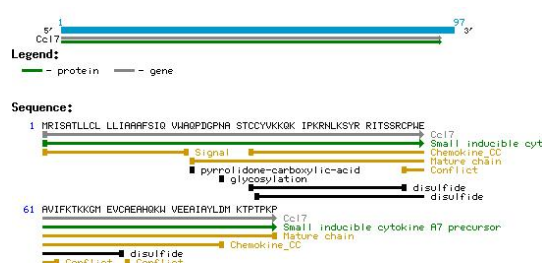 1 97
5′ 3′
Ccl7
Legend:
- protein - gene
Sequence:
1 MRISATLLCL LLIAAAFSIQ VWAQPDGPNA STCCYVKKQK IPKRNLKSYR RITSSRCPWE
Ccl7
Small inducible cyt
Signal Chemokine_CC
Mature chain
pyrrolidone-carboxylic-acid Conflict
glycosylation
disulfide
disulfide
61 AVIFKTKKGM EVCAEAHQKW VEEAIAYLDM KTPTPKP
Ccl7
Small inducible cytokine A7 precursor
Mature chain
Chemokine_CC
disulfide
Conflict Conflict